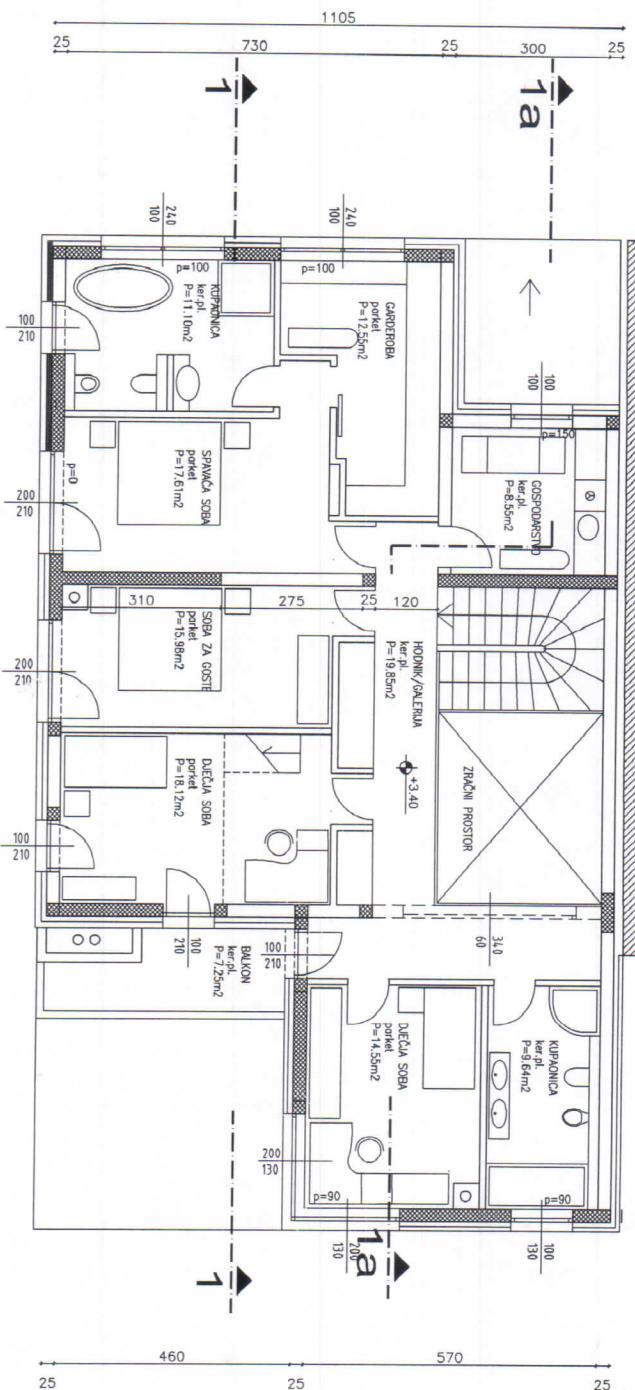 1105
25 730 25 300 25
1 1a
240
100
240
100
100
100
p=100
p=100
p=150
KUPAONICA
ker.pl.
P=11.10m2
GARDEROBA
parket
P=12.55m2
100
210
GOSPODARSTVO
ker.pl.
P=8.55m2
SPAVAĆA SOBA
parket
P=17.61m2
p=0
200
210
310 275 25 120
SOBA ZA GOSTE
parket
P=15.98m2
HODNIK/GALERIJA
ker.pl.
P=19.85m2
200
210
+3.40
ZRAČNI PROSTOR
DJEČJA SOBA
parket
P=18.12m2
100
210
100
210
BALKON
ker.pl.
P=7.25m2
100
210
340
60
DJEČJA SOBA
parket
P=14.55m2
KUPAONICA
ker.pl.
P=9.64m2
200
130
p=90
p=90
200
130
100
130
1 1a
460 570
25 25 25